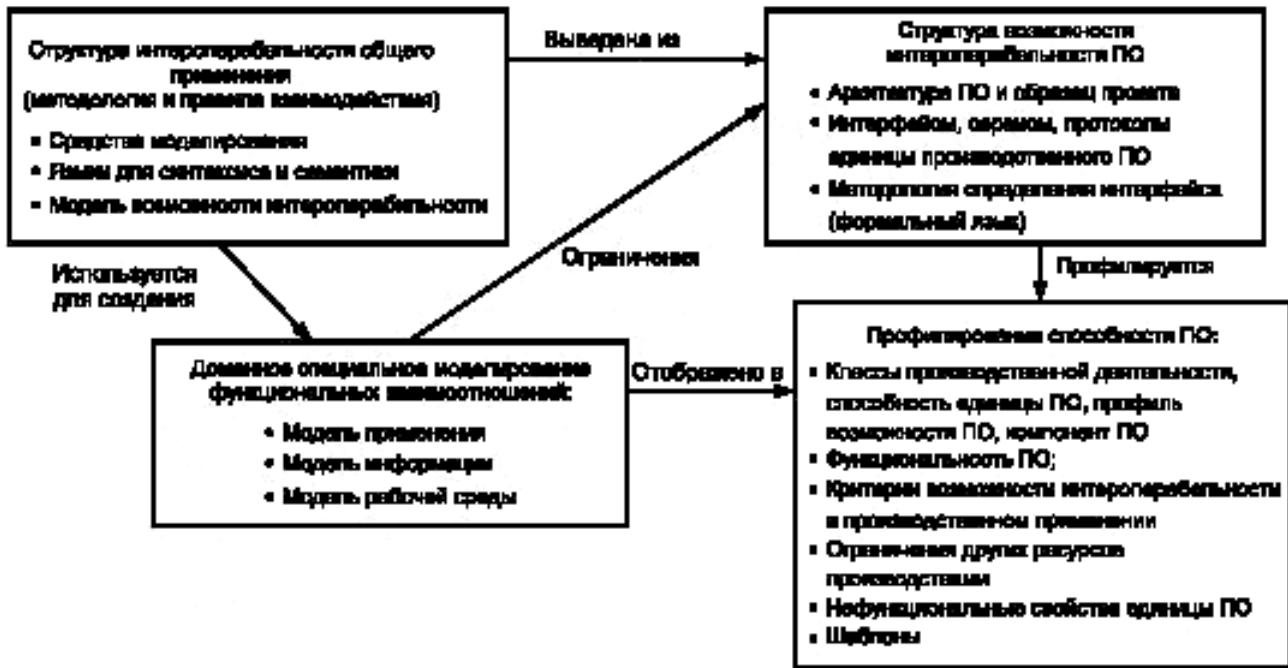 Структура интероперабельности общего
применения
(методология и правила взаимодействия)
• Средства моделирования
• Языки для синтаксиса и семантики
• Модель возможности интероперабельности
Выведена из
Структура возможности
интероперабельности ПО
• Архитектура ПО и образец проекта
• Интерфейсы, сервисы, протоколы
единицы производственного ПО
• Методология определения интерфейса
(формальный язык)
Используется
для создания
Ограничения
Профилируется
Доменное специальное моделирование
функциональных взаимоотношений:
• Модель применения
• Модель информации
• Модель рабочей среды
Отображено в
Профилирования способности ПО:
• Классы производственной деятельности,
способность единицы ПО, профиль
возможности ПО, компонент ПО
• Функциональность ПО;
• Критерии возможности интероперабельности
в производственном применении
• Ограничения других ресурсов
производстваии
• Нефункциональные свойства единицы ПО
• Шаблоны